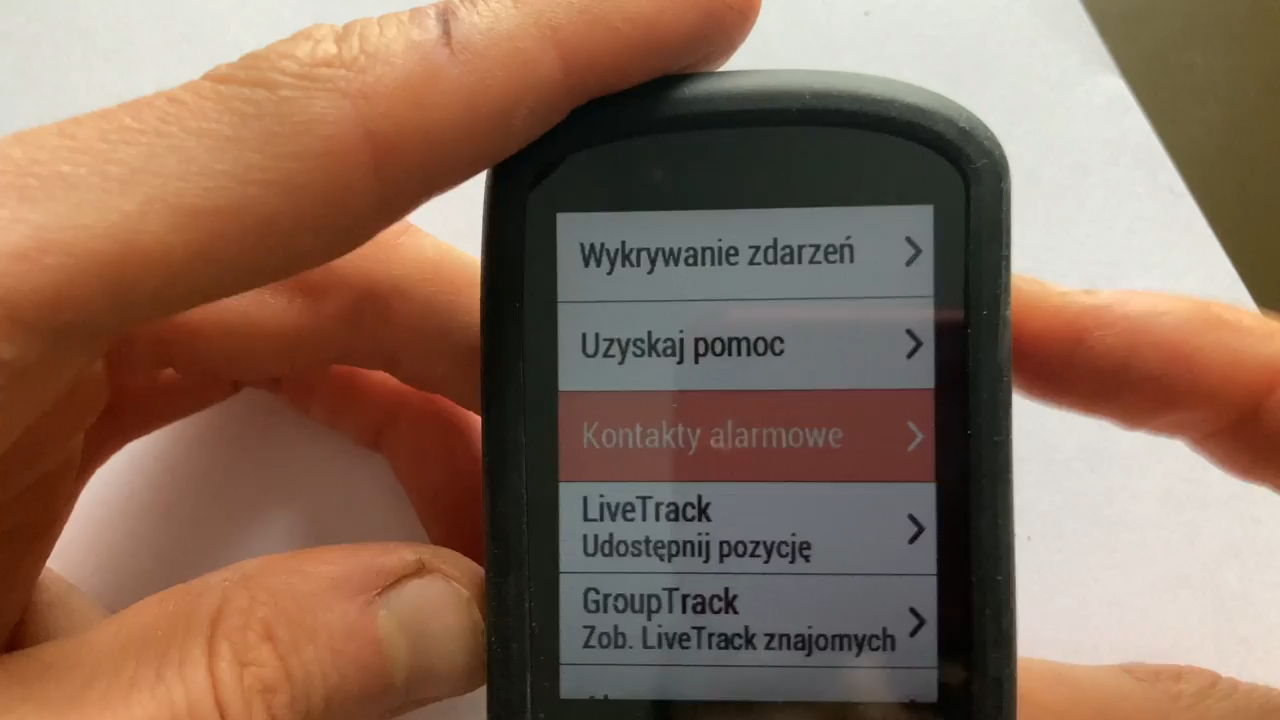 Wykrywanie zdarzeń
Uzyskaj pomoc
Kontakty alarmowe
LiveTrack
Udostępnij pozycję
GroupTrack
Zob. LiveTrack znajomych